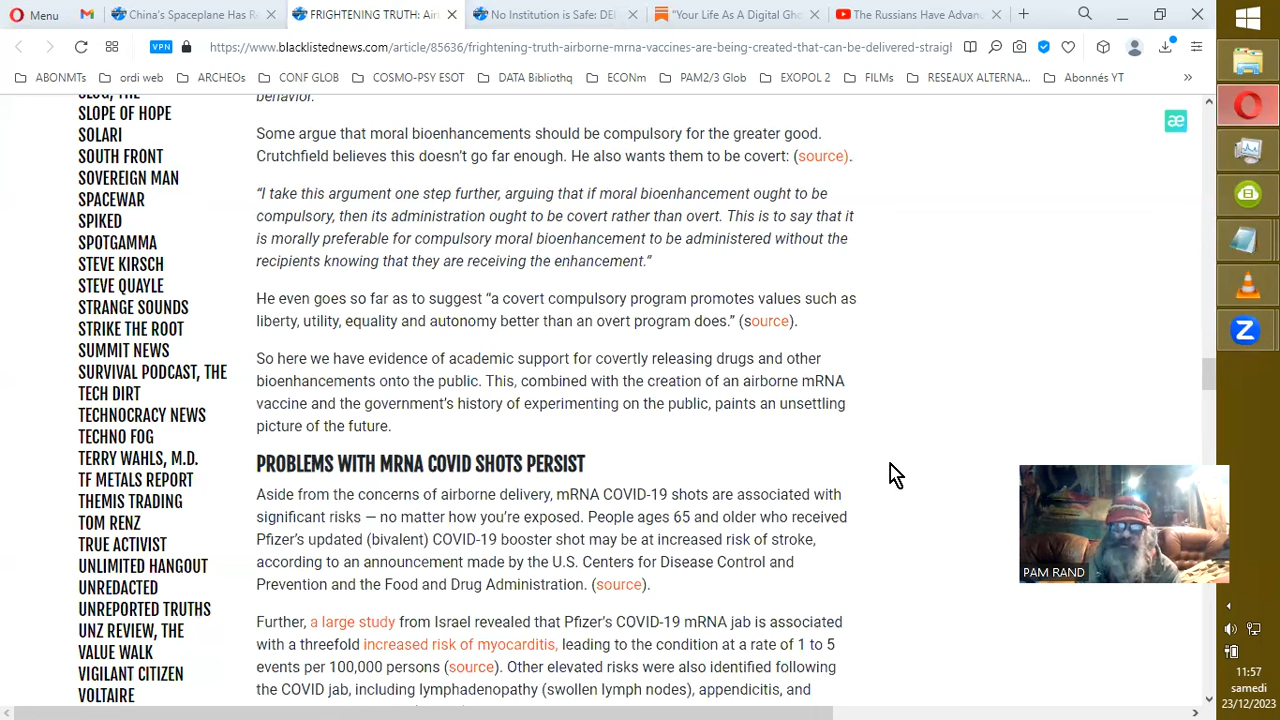 Menu
China's Spaceplane Has R
FRIGHTENING TRUTH: Air
No Institution is Safe: DEI
"Your Life As A Digital Gho
The Russians Have Advan
VPN
https://www.blacklistednews.com/article/85636/frightening-truth-airborne-mrna-vaccines-are-being-created-that-can-be-delivered-straigl
ABONMTs
ordi web
ARCHEOs
CONF GLOB
COSMO-PSY ESOT
DATA Bibligthq
ECONm
PAM2/3 Glob
EXOPOL 2
FILMs
RESEAUX ALTERNA...
Abonnés YT
»
SLOPE OF HOPE
SOLARI
SOUTH FRONT
SOVEREIGN MAN
SPACEWAR
SPIKED
SPOTGAMMA
STEVE KIRSCH
STEVE QUAYLE
STRANGE SOUNDS
STRIKE THE ROOT
SUMMIT NEWS
SURVIVAL PODCAST, THE
TECH DIRT
TECHNOCRACY NEWS
TECHNO FOG
TERRY WAHLS, M.D.
TF METALS REPORT
THEMIS TRADING
TOM RENZ
TRUE ACTIVIST
UNLIMITED HANGOUT
UNREDACTED
UNREPORTED TRUTHS
UNZ REVIEW, THE
VALUE WALK
VIGILANT CITIZEN
VOLTAIRE
behavior.
Some argue that moral bioenhancements should be compulsory for the greater good.
Crutchfield believes this doesn't go far enough. He also wants them to be covert: (source).
"I take this argument one step further, arguing that if moral bioenhancement ought to be
compulsory, then its administration ought to be covert rather than overt. This is to say that it
is morally preferable for compulsory moral bioenhancement to be administered without the
recipients knowing that they are receiving the enhancement."
He even goes so far as to suggest "a covert compulsory program promotes values such as
liberty, utility, equality and autonomy better than an overt program does." (source).
So here we have evidence of academic support for covertly releasing drugs and other
bioenhancements onto the public. This, combined with the creation of an airborne mRNA
vaccine and the government's history of experimenting on the public, paints an unsettling
picture of the future.
PROBLEMS WITH MRNA COVID SHOTS PERSIST
Aside from the concerns of airborne delivery, mRNA COVID-19 shots are associated with
significant risks — no matter how you're exposed. People ages 65 and older who received
Pfizer's updated (bivalent) COVID-19 booster shot may be at increased risk of stroke,
according to an announcement made by the U.S. Centers for Disease Control and
Prevention and the Food and Drug Administration. (source).
Further, a large study from Israel revealed that Pfizer's COVID-19 mRNA jab is associated
with a threefold increased risk of myocarditis, leading to the condition at a rate of 1 to 5
events per 100,000 persons (source). Other elevated risks were also identified following
the COVID jab, including lymphadenopathy (swollen lymph nodes), appendicitis, and
æ
PAM RAND
Z
11:57
samedi
23/12/2023